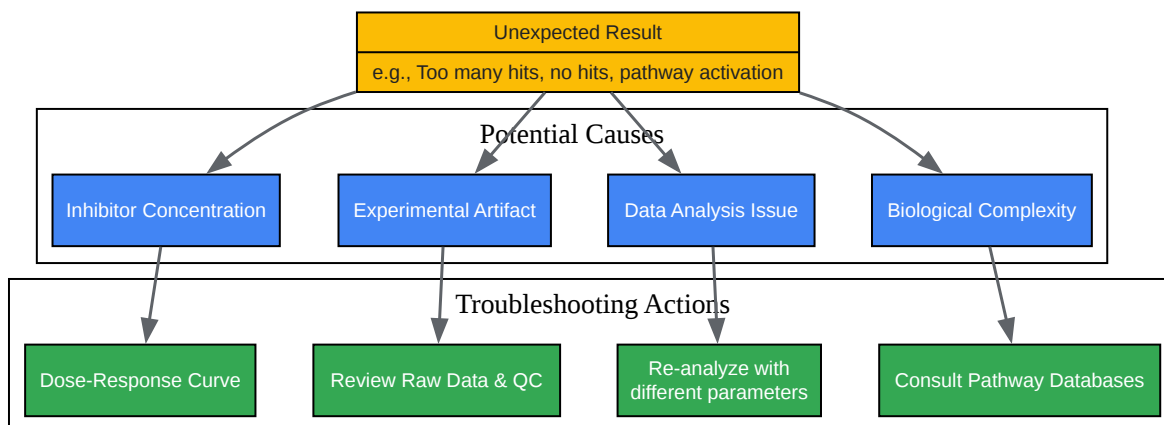 Unexpected Result
e.g., Too many hits, no hits, pathway activation
Potential Causes
Inhibitor Concentration
Experimental Artifact
Data Analysis Issue
Biological Complexity
Troubleshooting Actions
Dose-Response Curve
Review Raw Data & QC
Re-analyze with
different parameters
Consult Pathway Databases